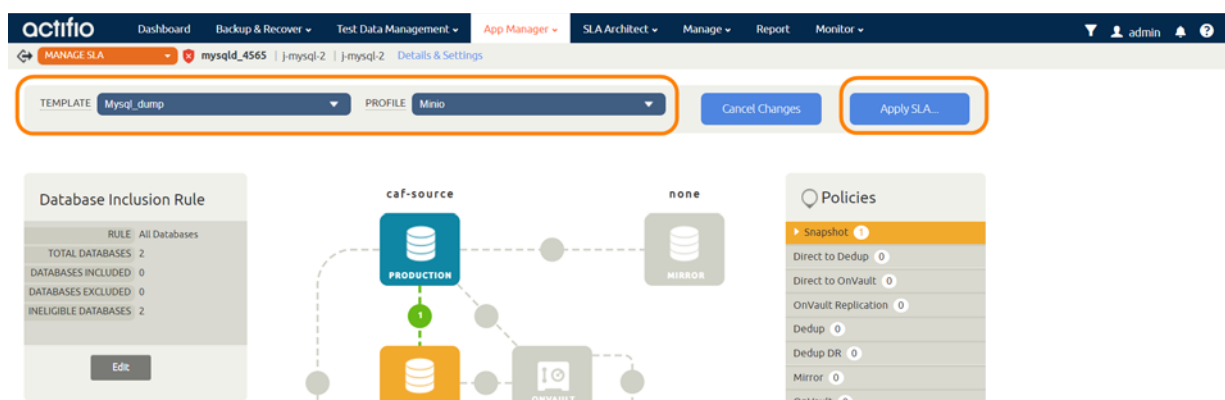 actifio Dashboard Backup & Recover Test Data Management App Manager SLA Architect Manage Report Monitor admin ?
MANAGE SLA mysqld_4565 | j-mysql-2 | j-mysql-2 Details & Settings
TEMPLATE Mysql_dump PROFILE Minio Cancel Changes Apply SLA...
Database Inclusion Rule
RULE All Databases
TOTAL DATABASES 2
DATABASES INCLUDED 0
DATABASES EXCLUDED 0
INELIGIBLE DATABASES 2
Edit
caf-source
none
PRODUCTION
MIRROR
1
ONVAULT
Policies
Snapshot 1
Direct to Dedup 0
Direct to OnVault 0
OnVault Replication 0
Dedup 0
Dedup DR 0
Mirror 0
OnVault 0